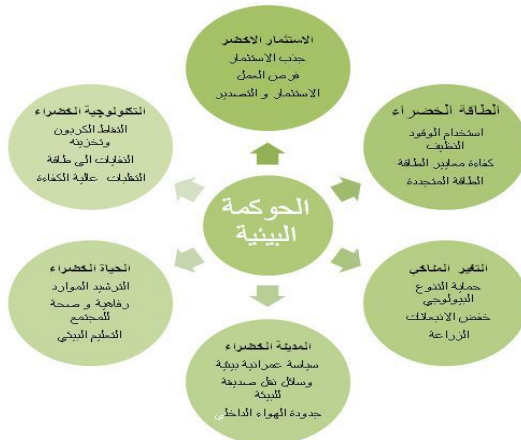 الاستثمار الاخضر
جذب الاستثمار
فرص العمل
الاستثمار و التصدير
الطاقة الخضراء
استخدام الوقود
النظيف
كفاءة معايير الطاقة
الطاقة المتجددة
التغير المناخي
حماية التنوع
البيولوجي
خفض الانبعاثات
الزراعة
المدينة الخضراء
سياسة عمرانية بيئية
وسائل نقل صديقة
للبيئة
جدودة الهواء الداخلي
الحياة الخضراء
الترشيد الموارد
رفاهية و صحة
للمجتمع
التعليم البيئي
التكنولوجية الخضراء
التقاط الكربون
وتخزينه
النفايات الى طاقة
التقنيات عالية الكفاءة
الحوكمة
البيئية